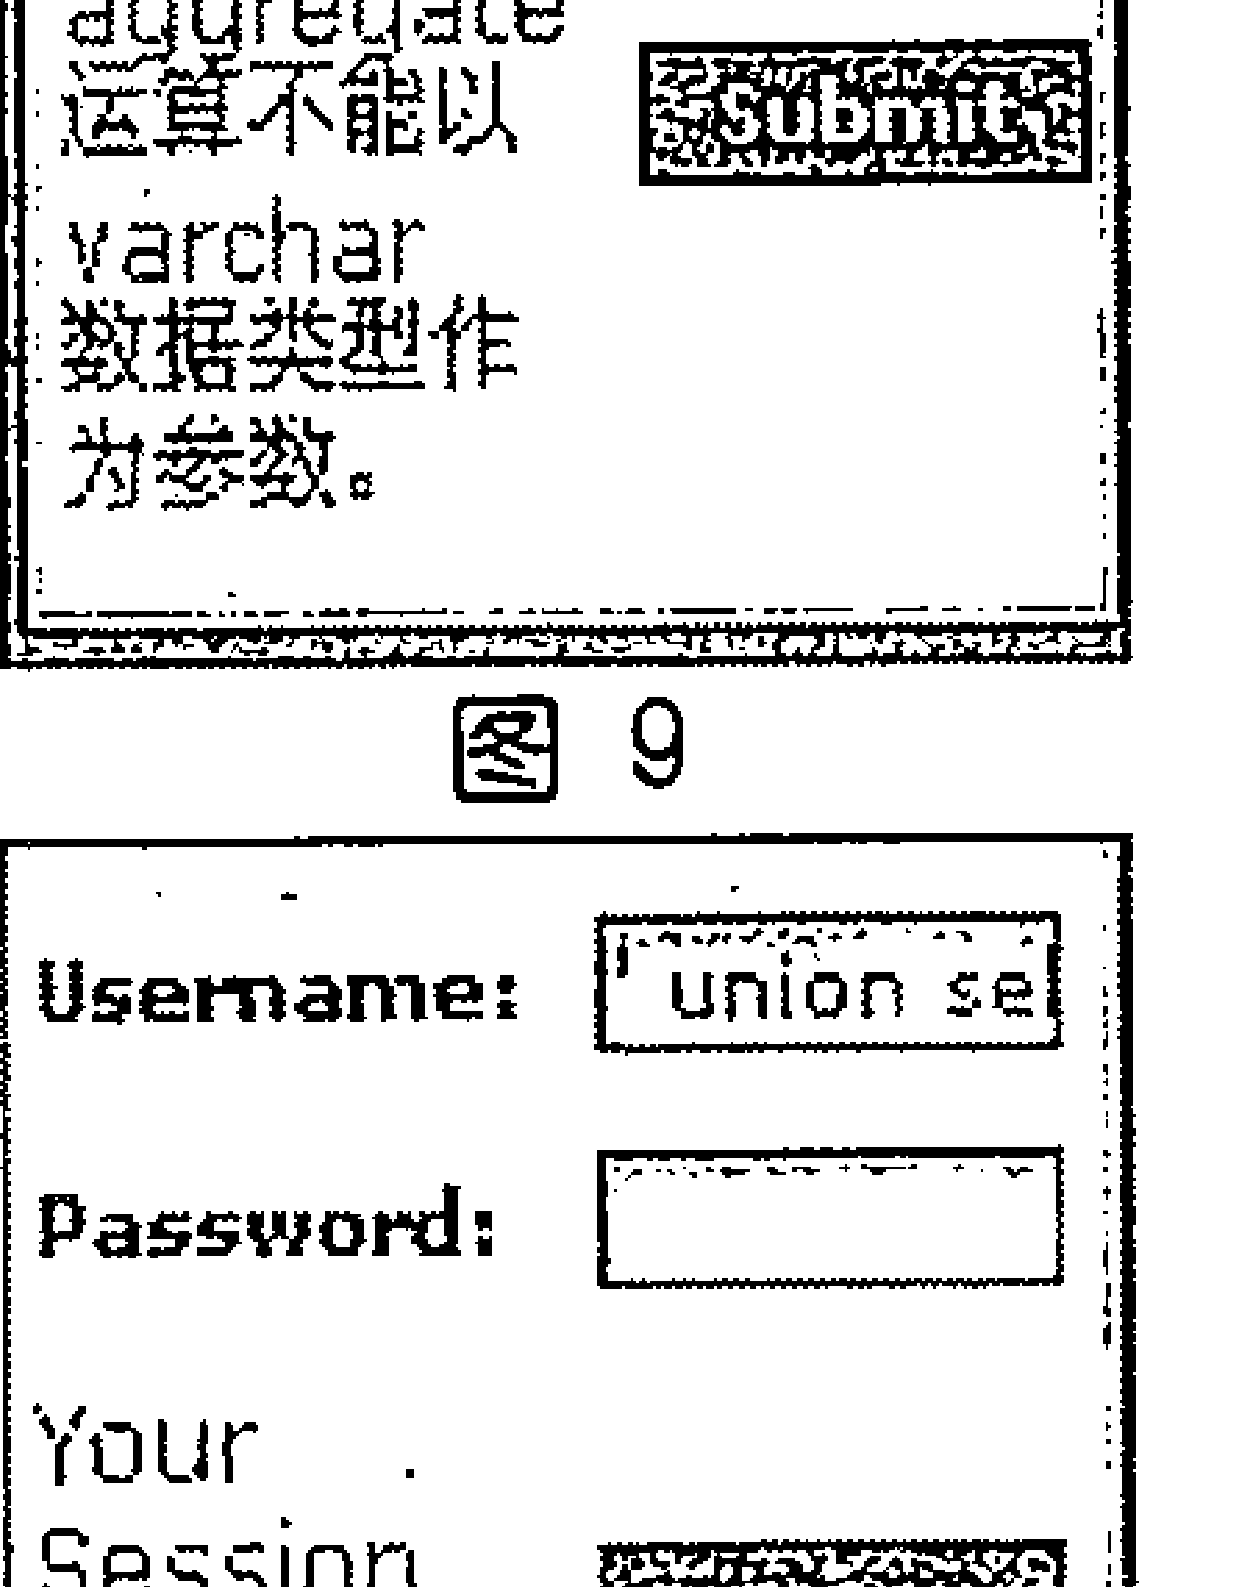 aggregate
运算不能以
Submit
varchar
数据类型作
为参数。
图 9
Username:
' union se
Password:
Your
Session